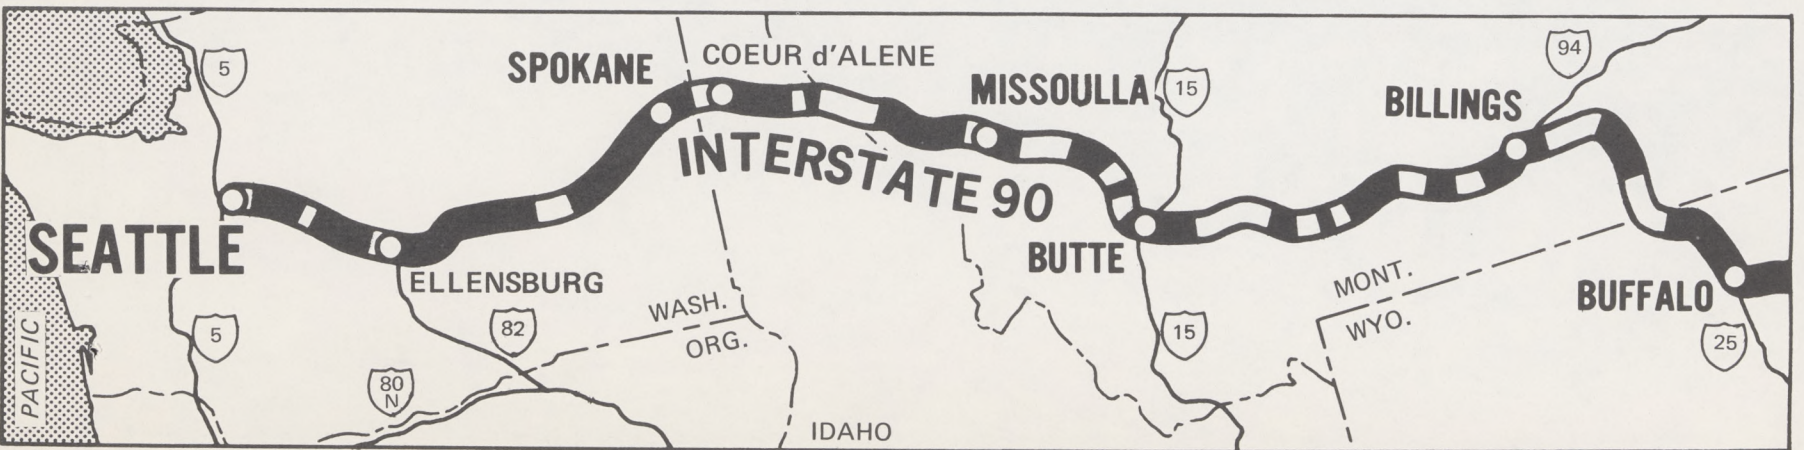 5
SPOKANE
COEUR d'ALENE
MISSOULLA
15
94
BILLINGS
INTERSTATE 90
SEATTLE
ELLENSBURG
BUTTE
MONT.
WYO.
BUFFALO
WASH.
ORG.
82
5
15
25
80
N
PACIFIC
IDAHO